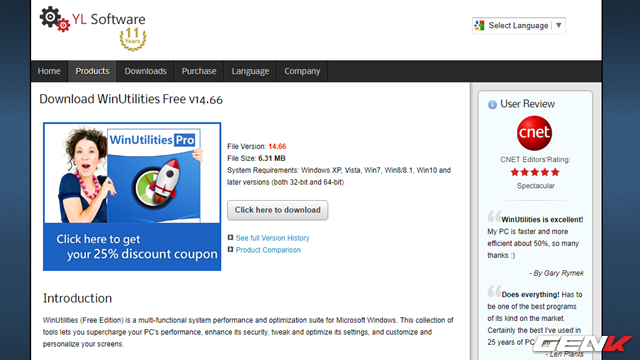 YL Software
11
Years
Select Language
Home Products Downloads Purchase Language Company
Download WinUtilities Free v14.66
WinUtilities Pro
Click here to get
your 25% discount coupon
File Version: 14.66
File Size: 6.31 MB
System Requirements: Windows XP, Vista, Win7, Win8/8.1, Win10 and
later versions (both 32-bit and 64-bit)
Click here to download
See full Version History
Product Comparison
Introduction
WinUtilities (Free Edition) is a multi-functional system performance and optimization suite for Microsoft Windows. This collection of
tools lets you supercharge your PC's performance, enhance its security, tweak and optimize its settings, and customize and
personalize your screens.
User Review
cnet
CNET Editors'Rating:
Spectacular
WinUtilities is excellent!
My PC is faster and more
efficient about 50%, so many
thanks :)
- By Gary Rymek
Does everything! Has to
be one of the best programs
of its kind on the market.
Certainly the best I've used in
25 years of PC
- Len Plants
GENK